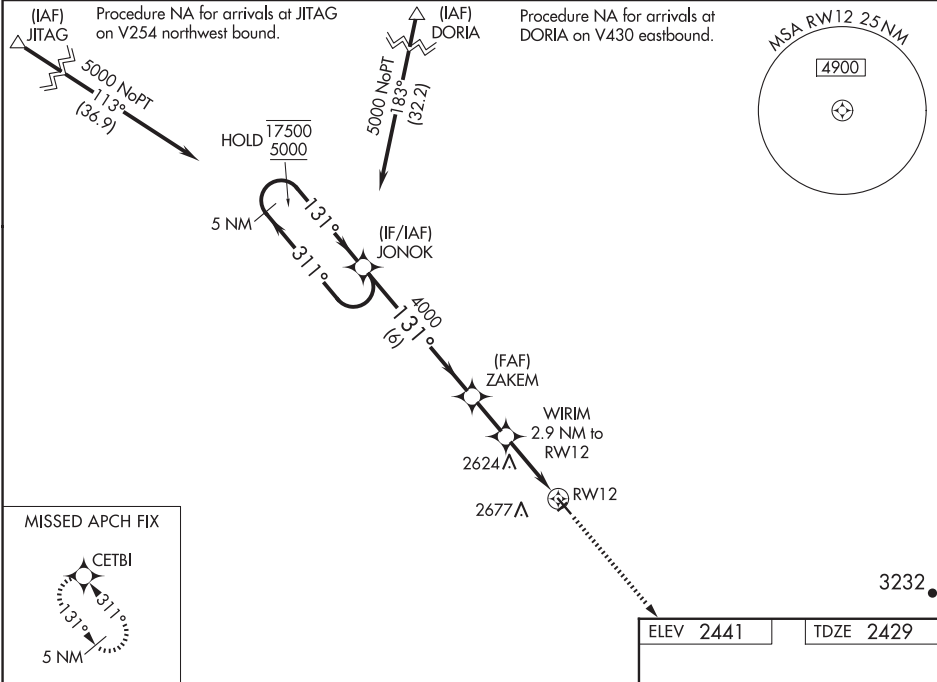 (IAF)
JITAG
Procedure NA for arrivals at JITAG
on V254 northwest bound.
(IAF)
DORIA
Procedure NA for arrivals at
DORIA on V430 eastbound.
MSA RW12 25 NM
4900
5000 NoPT
113°
(36.9)
5000 NoPT
183°
(32.2)
HOLD
17500
5000
5 NM
131°
311°
(IF/IAF)
JONOK
4000
131°
(6)
(FAF)
ZAKEM
WIRIM
2.9 NM to
RW12
2624
2677
RW12
MISSED APCH FIX
CETBI
311°
131°
5 NM
3232
ELEV 2441
TDZE 2429